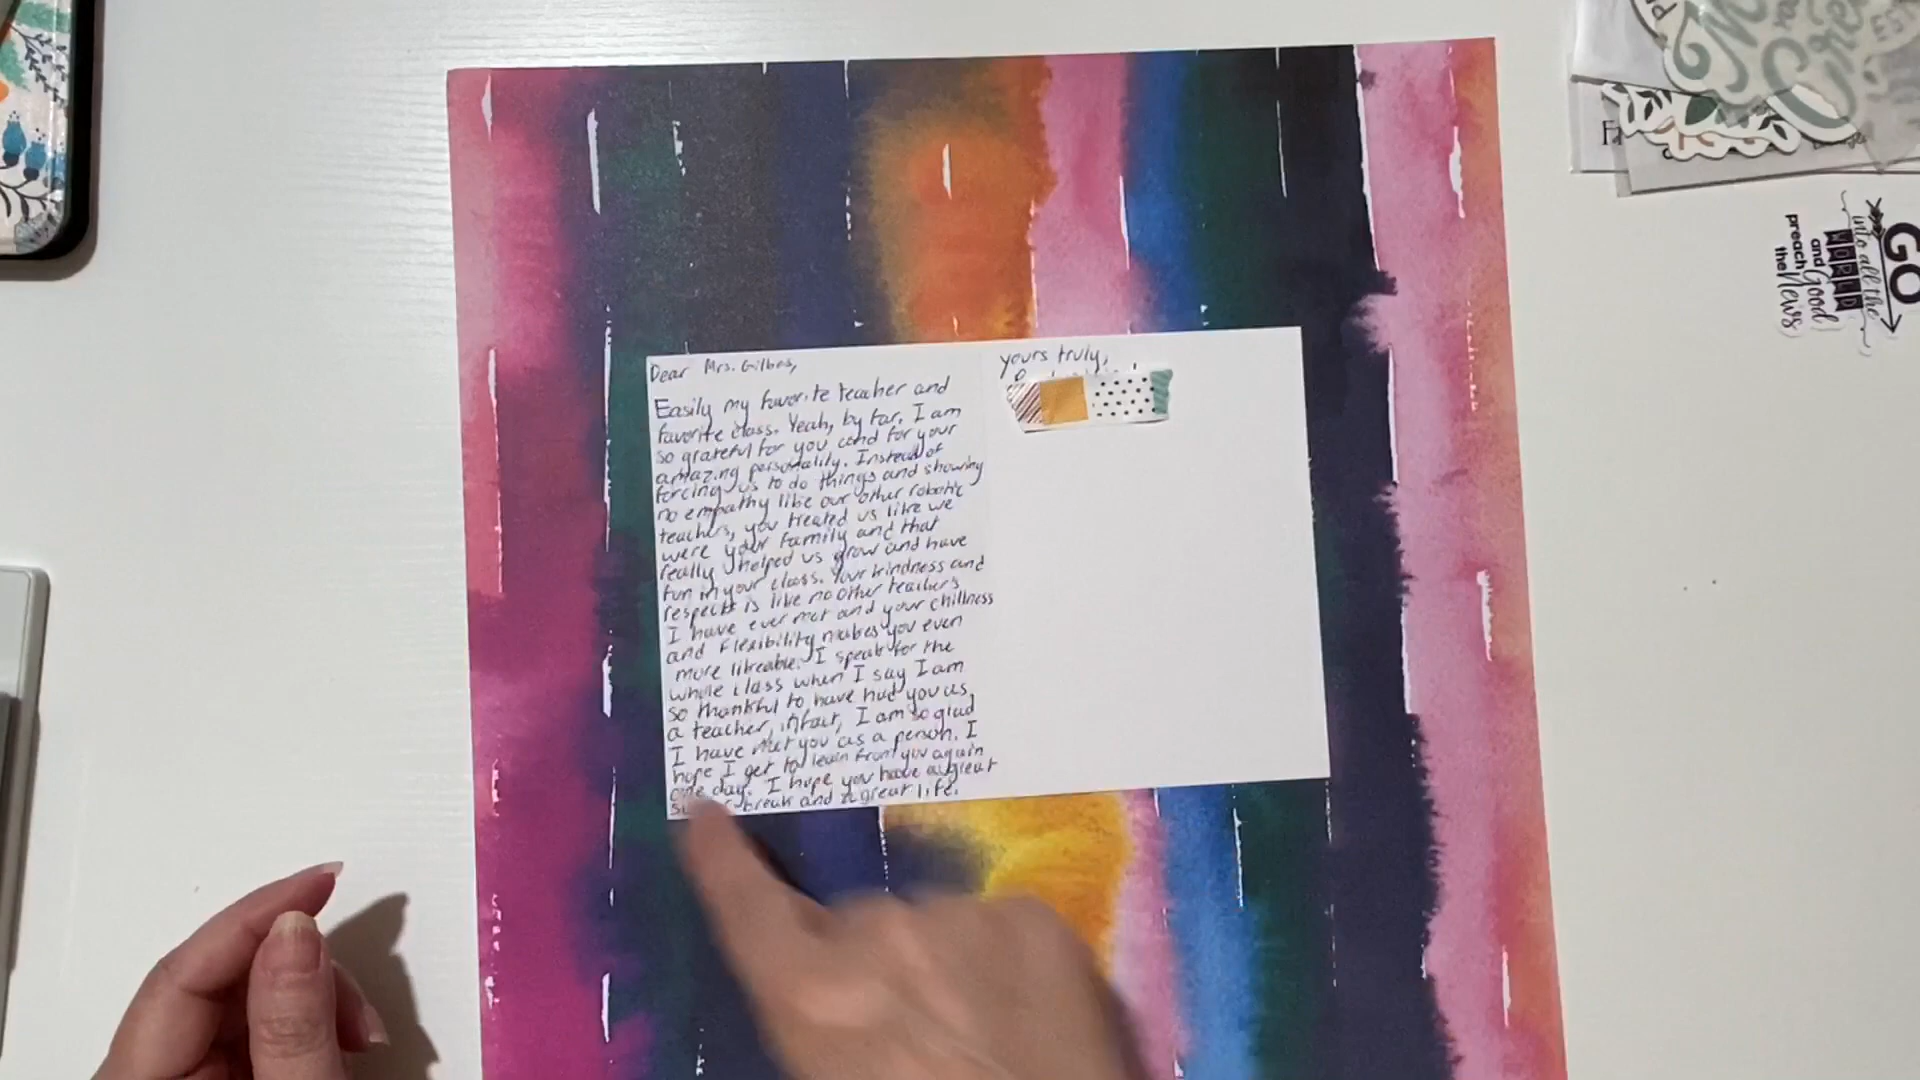 Dear Mrs. Gilbes,
Easily my favorite teacher and
favorite class. Yeah, by far. I am
so grateful for you and for your
amazing personality. Instead of
forcing us to do things and showing
no empathy like our other robotic
teachers, you treated us like we
were your family and that
really helped us grow and have
fun in your class. Your kindness and
respect is like no other teachers
I have ever met and your chillness
and flexibility makes you even
more likeable. I speak for the
whole class when I say I am
so thankful to have had you as
a teacher, infact, I am so glad
I have met you as a person. I
hope I get to learn from you again
one day. I hope you have a great
break and a great life.
yours truly,
GO
into all the
WORLD
and Good
preach
the News